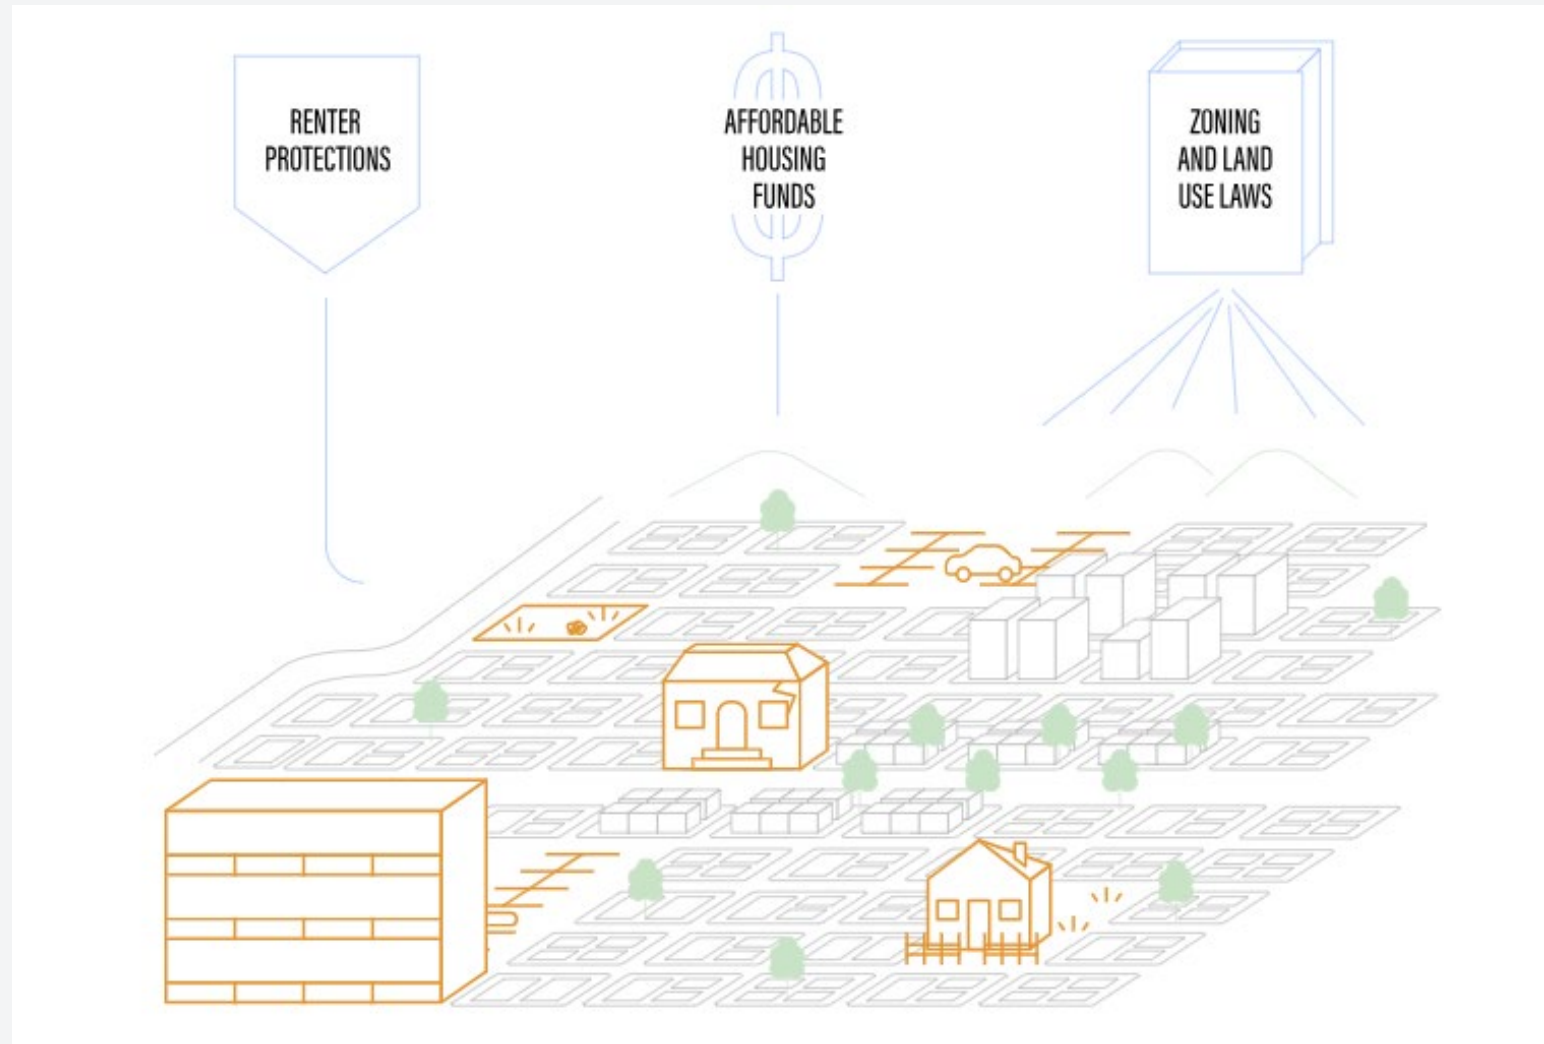 RENTER
PROTECTIONS
AFFORDABLE
HOUSING
FUNDS
ZONING
AND LAND
USE LAWS